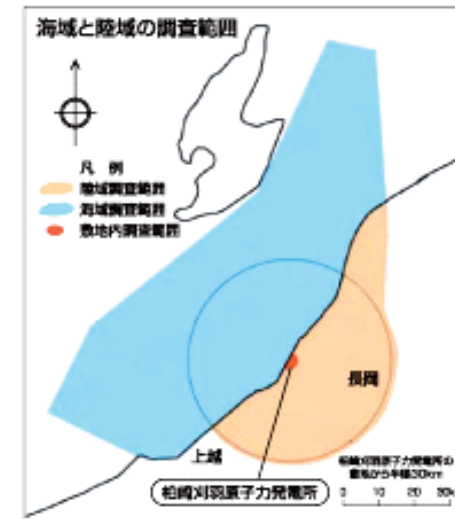 海域と陸域の調査範囲
凡 例
陸域調査範囲
海域調査範囲
敷地内調査範囲
長岡
上越
柏崎刈羽原子力発電所の
敷地から半径30km
柏崎刈羽原子力発電所
0 10 20 30km